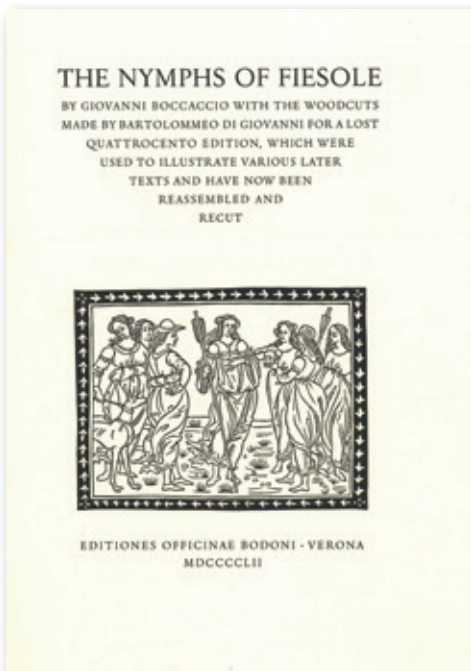 THE NYMPHS OF FIESOLE
BY GIOVANNI BOCCACCIO WITH THE WOODCUTS
MADE BY BARTOLOMMEO DI GIOVANNI FOR A LOST
QUATTROCENTO EDITION, WHICH WERE
USED TO ILLUSTRATE VARIOUS LATER
TEXTS AND HAVE NOW BEEN
REASSEMBLED AND
RECUT
EDITIONES OFFICINAE BODONI - VERONA
MDCCCCLII